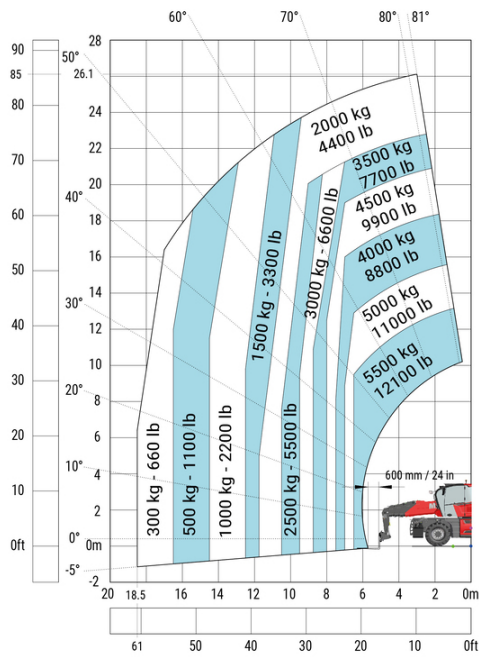 60°
70°
80°
81°
90
28
50°
85
26.1
80
24
2000 kg
4400 lb
22
3500 kg
7700 lb
70
20
4500 kg
9900 lb
40°
3000 kg - 6600 lb
60
18
4000 kg
8800 lb
16
1500 kg - 3300 lb
50
14
30°
5000 kg
11000 lb
40
12
10
5500 kg
12100 lb
30
20°
8
300 kg - 660 lb
500 kg - 1100 lb
1000 kg - 2200 lb
2500 kg - 5500 lb
20
6
10°
4
600 mm / 24 in
10
2
0ft
0°
0m
-5°
-2
20
18.5
16
14
12
10
8
6
4
2
0m
61
50
40
30
20
10
0ft